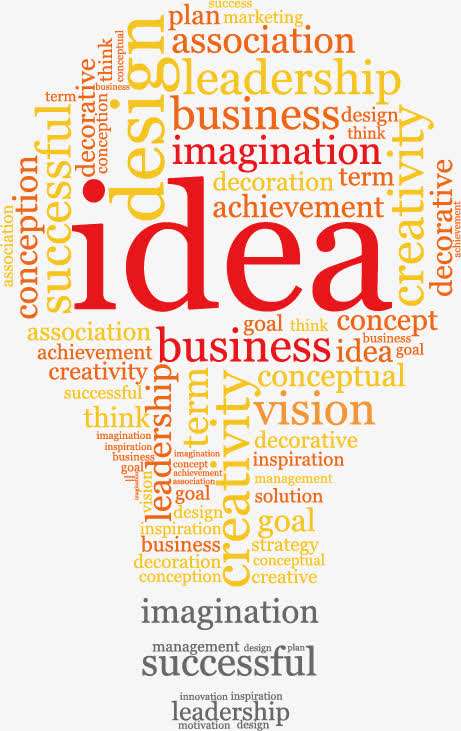 success
plan marketing
association
think
conceptual
leadership
design
decorative
business
term
conception
business
design
think
successful
imagination
creativity
conception
association
decoration term
decorative
achievement
achievement
idea
association
goal think concept
business
achievement
business idea goal
creativity
leadership
term
conceptual
successful
creativity
think
vision
imagination
decorative
inspiration
business
goal
imagination
concept
achievement
association
inspiration
vision
management
goal
solution
design
goal
inspiration
business
strategy
decoration
conceptual
conception
creative
imagination
management design plan
successful
innovation inspiration
leadership
motivation design